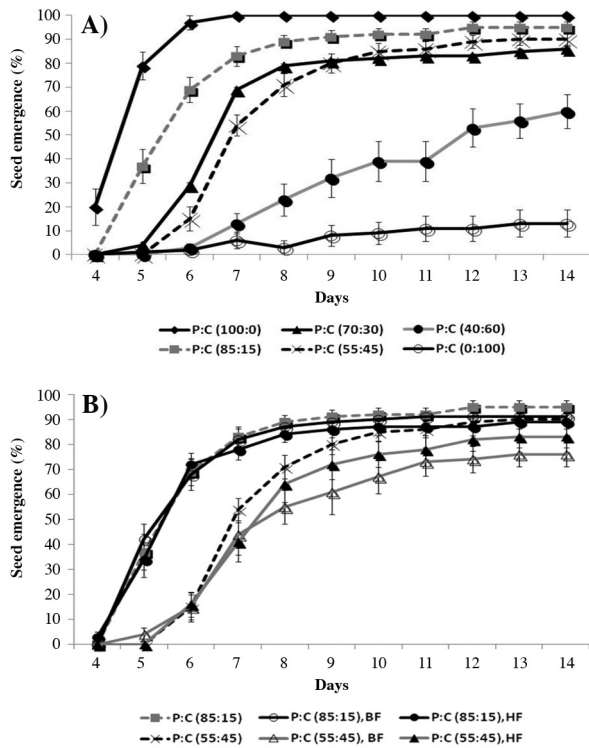 A)
100
90
80
70
60
50
40
30
20
10
0
Seed emergence (%)
4 5 6 7 8 9 10 11 12 13 14
Days
P:C (100:0) P:C (70:30) P:C (40:60)
P:C (85:15) P:C (55:45) P:C (0:100)
B)
100
90
80
70
60
50
40
30
20
10
0
Seed emergence (%)
4 5 6 7 8 9 10 11 12 13 14
Days
P:C (85:15) P:C (85:15), BF P:C (85:15), HF
P:C (55:45) P:C (55:45), BF P:C (55:45), HF